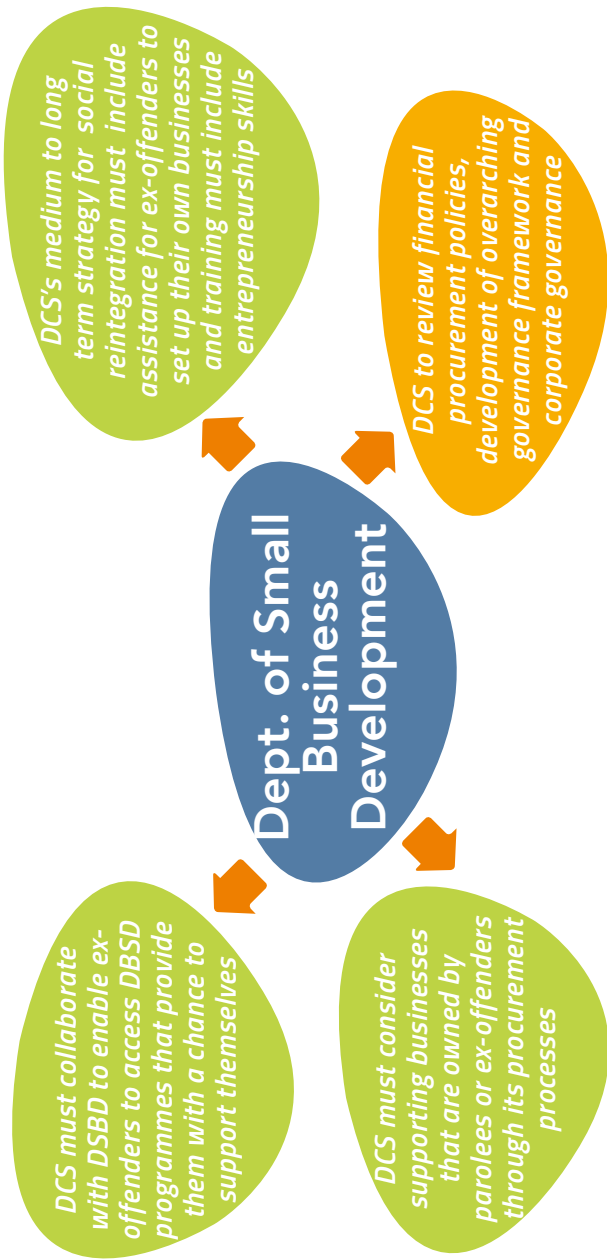 DCS must collaborate
with DSBD to enable ex-
offenders to access DBSD
programmes that provide
them with a chance to
support themselves
DCS's medium to long
term strategy for social
reintegration must include
assistance for ex-offenders to
set up their own businesses
and training must include
entrepreneurship skills
Dept. of Small
Business
Development
DCS must consider
supporting businesses
that are owned by
parolees or ex-offenders
through its procurement
processes
DCS to review financial
procurement policies,
development of overarching
governance framework and
corporate governance